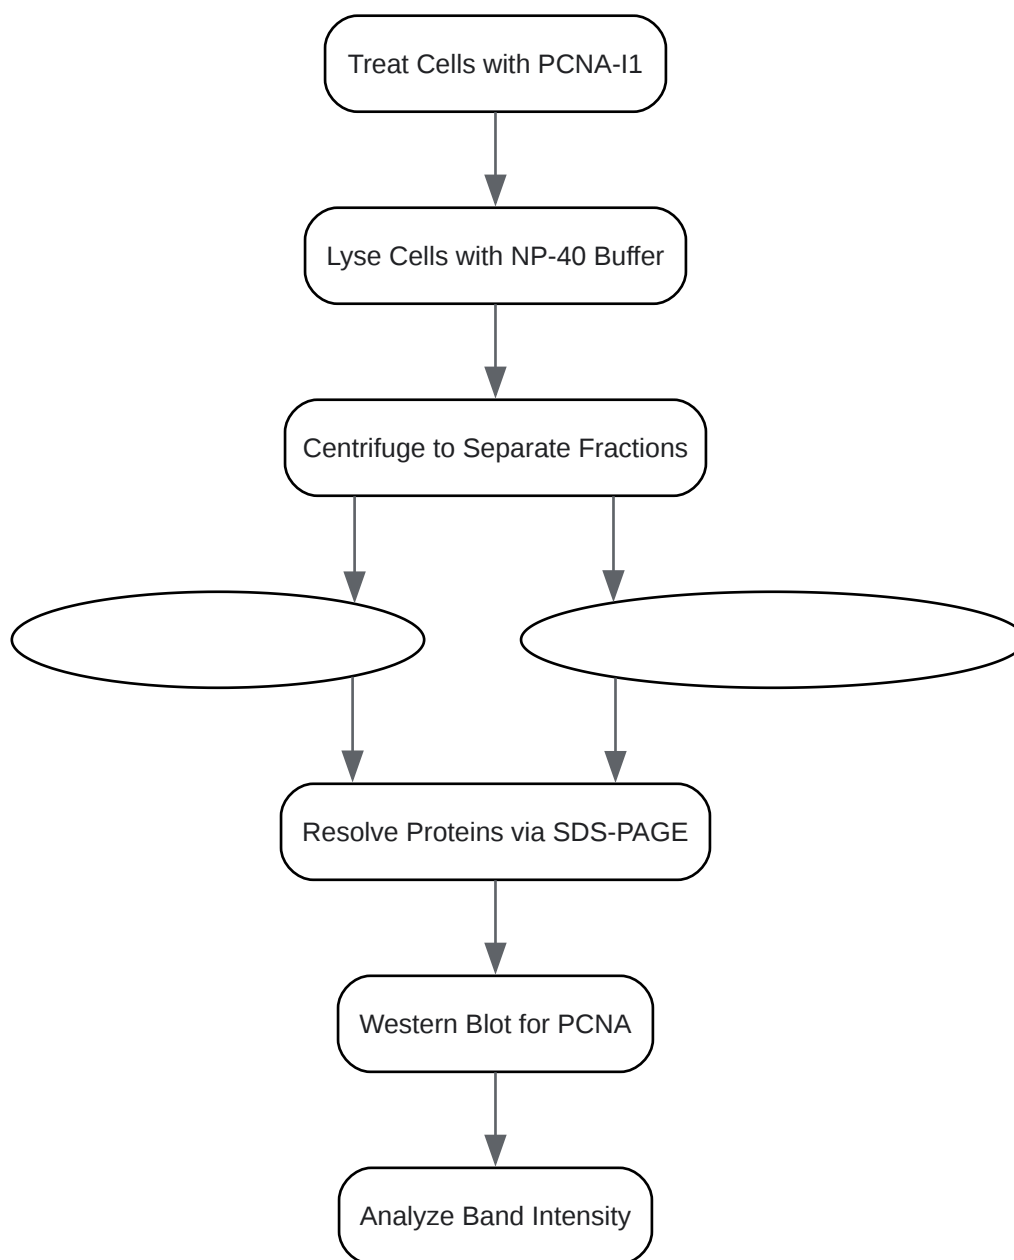 Treat Cells with PCNA-I1
Lyse Cells with NP-40 Buffer
Centrifuge to Separate Fractions
Resolve Proteins via SDS-PAGE
Western Blot for PCNA
Analyze Band Intensity